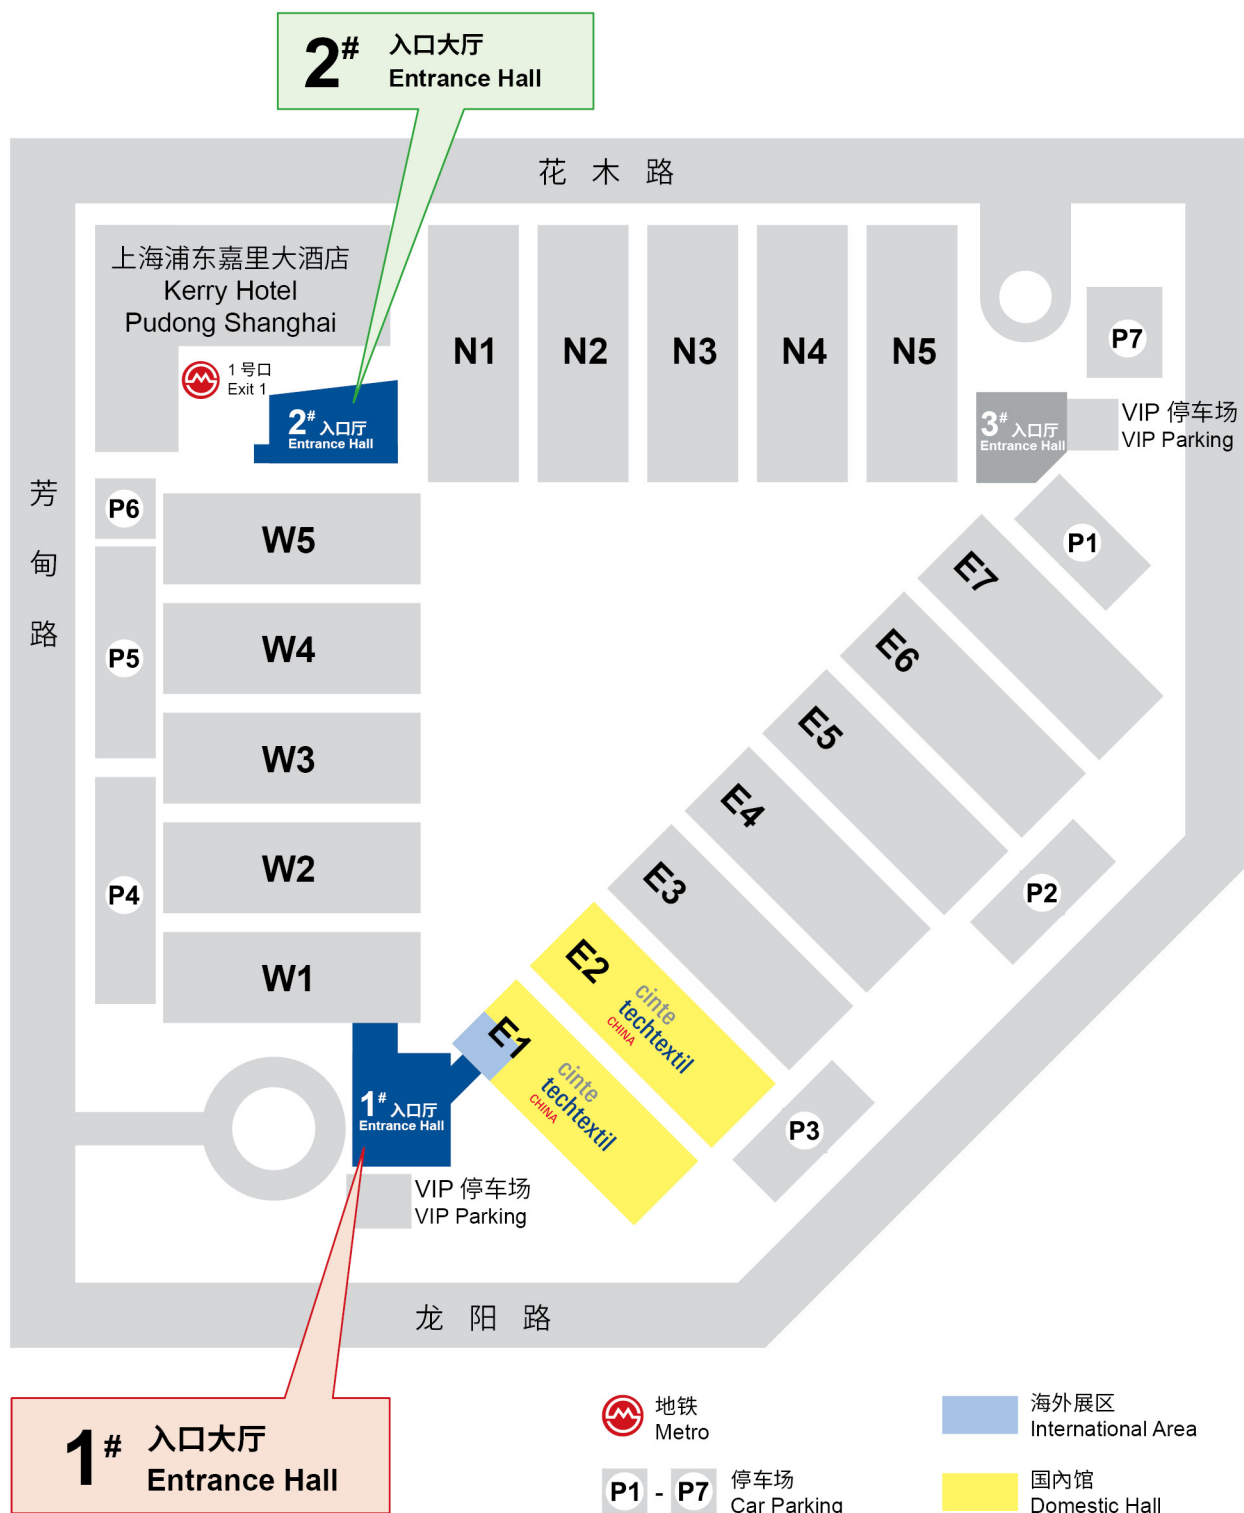 2# 入口大厅
Entrance Hall
花木路
上海浦东嘉里大酒店
Kerry Hotel
Pudong Shanghai
1 号口
Exit 1
2# 入口厅
Entrance Hall
N1
N2
N3
N4
N5
P7
3# 入口厅
Entrance Hall
VIP 停车场
VIP Parking
芳甸路
P6
W5
P5
W4
W3
P4
W2
W1
P1
E7
E6
E5
E4
E3
P2
E2
cinte
techtextil
CHINA
E1
cinte
techtextil
CHINA
P3
1# 入口厅
Entrance Hall
VIP 停车场
VIP Parking
龙阳路
1# 入口大厅
Entrance Hall
地铁
Metro
海外展区
International Area
P1 - P7
停车场
Car Parking
国內馆
Domestic Hall